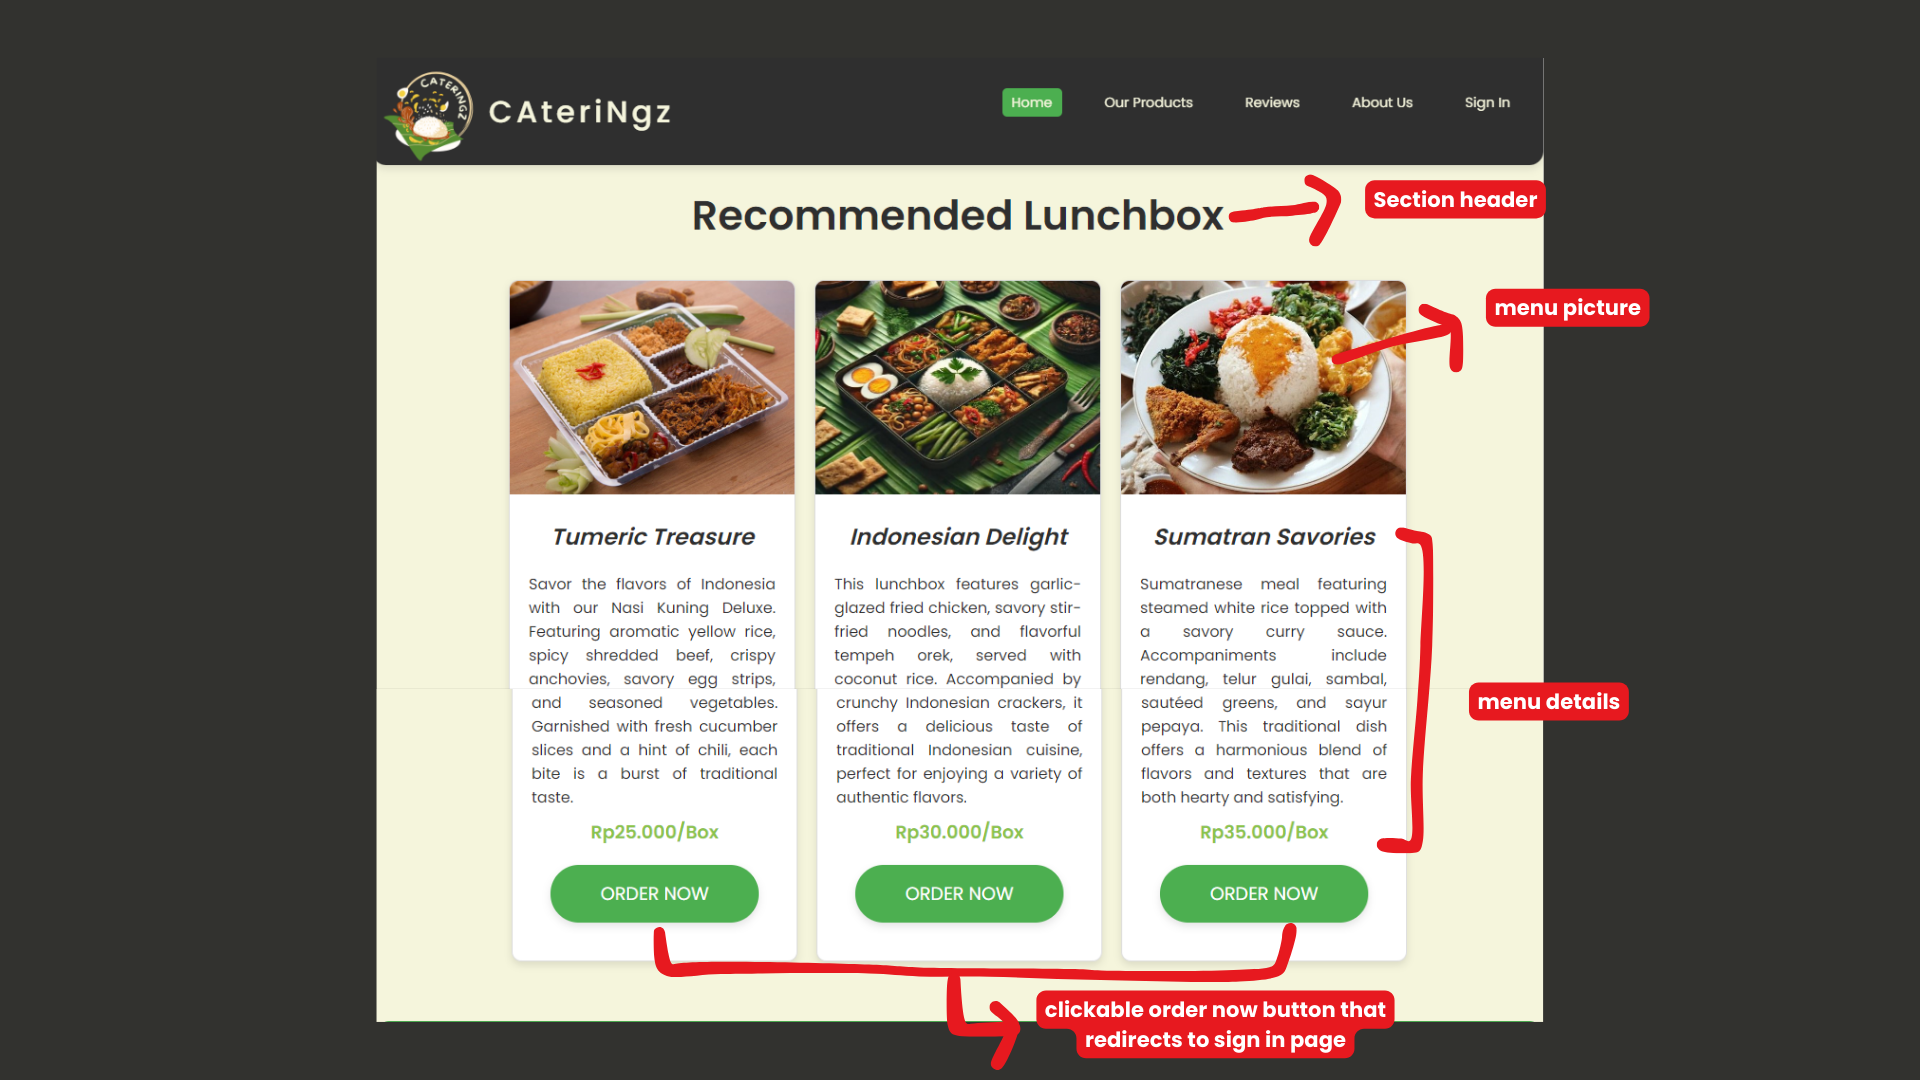 CATERINGZ
CAteriNgz
Home
Our Products
Reviews
About Us
Sign In
Recommended Lunchbox
Section header
menu picture
Tumeric Treasure
Savor the flavors of Indonesia
with our Nasi Kuning Deluxe.
Featuring aromatic yellow rice,
spicy shredded beef, crispy
anchovies, savory egg strips,
and seasoned vegetables.
Garnished with fresh cucumber
slices and a hint of chili, each
bite is a burst of traditional
taste.
Rp25.000/Box
ORDER NOW
Indonesian Delight
This lunchbox features garlic-
glazed fried chicken, savory stir-
fried noodles, and flavorful
tempeh orek, served with
coconut rice. Accompanied by
crunchy Indonesian crackers, it
offers a delicious taste of
traditional Indonesian cuisine,
perfect for enjoying a variety of
authentic flavors.
Rp30.000/Box
ORDER NOW
Sumatran Savories
Sumatranese meal featuring
steamed white rice topped with
a savory curry sauce.
Accompaniments include
rendang, telur gulai, sambal,
sautéed greens, and sayur
pepaya. This traditional dish
offers a harmonious blend of
flavors and textures that are
both hearty and satisfying.
Rp35.000/Box
ORDER NOW
menu details
clickable order now button that
redirects to sign in page